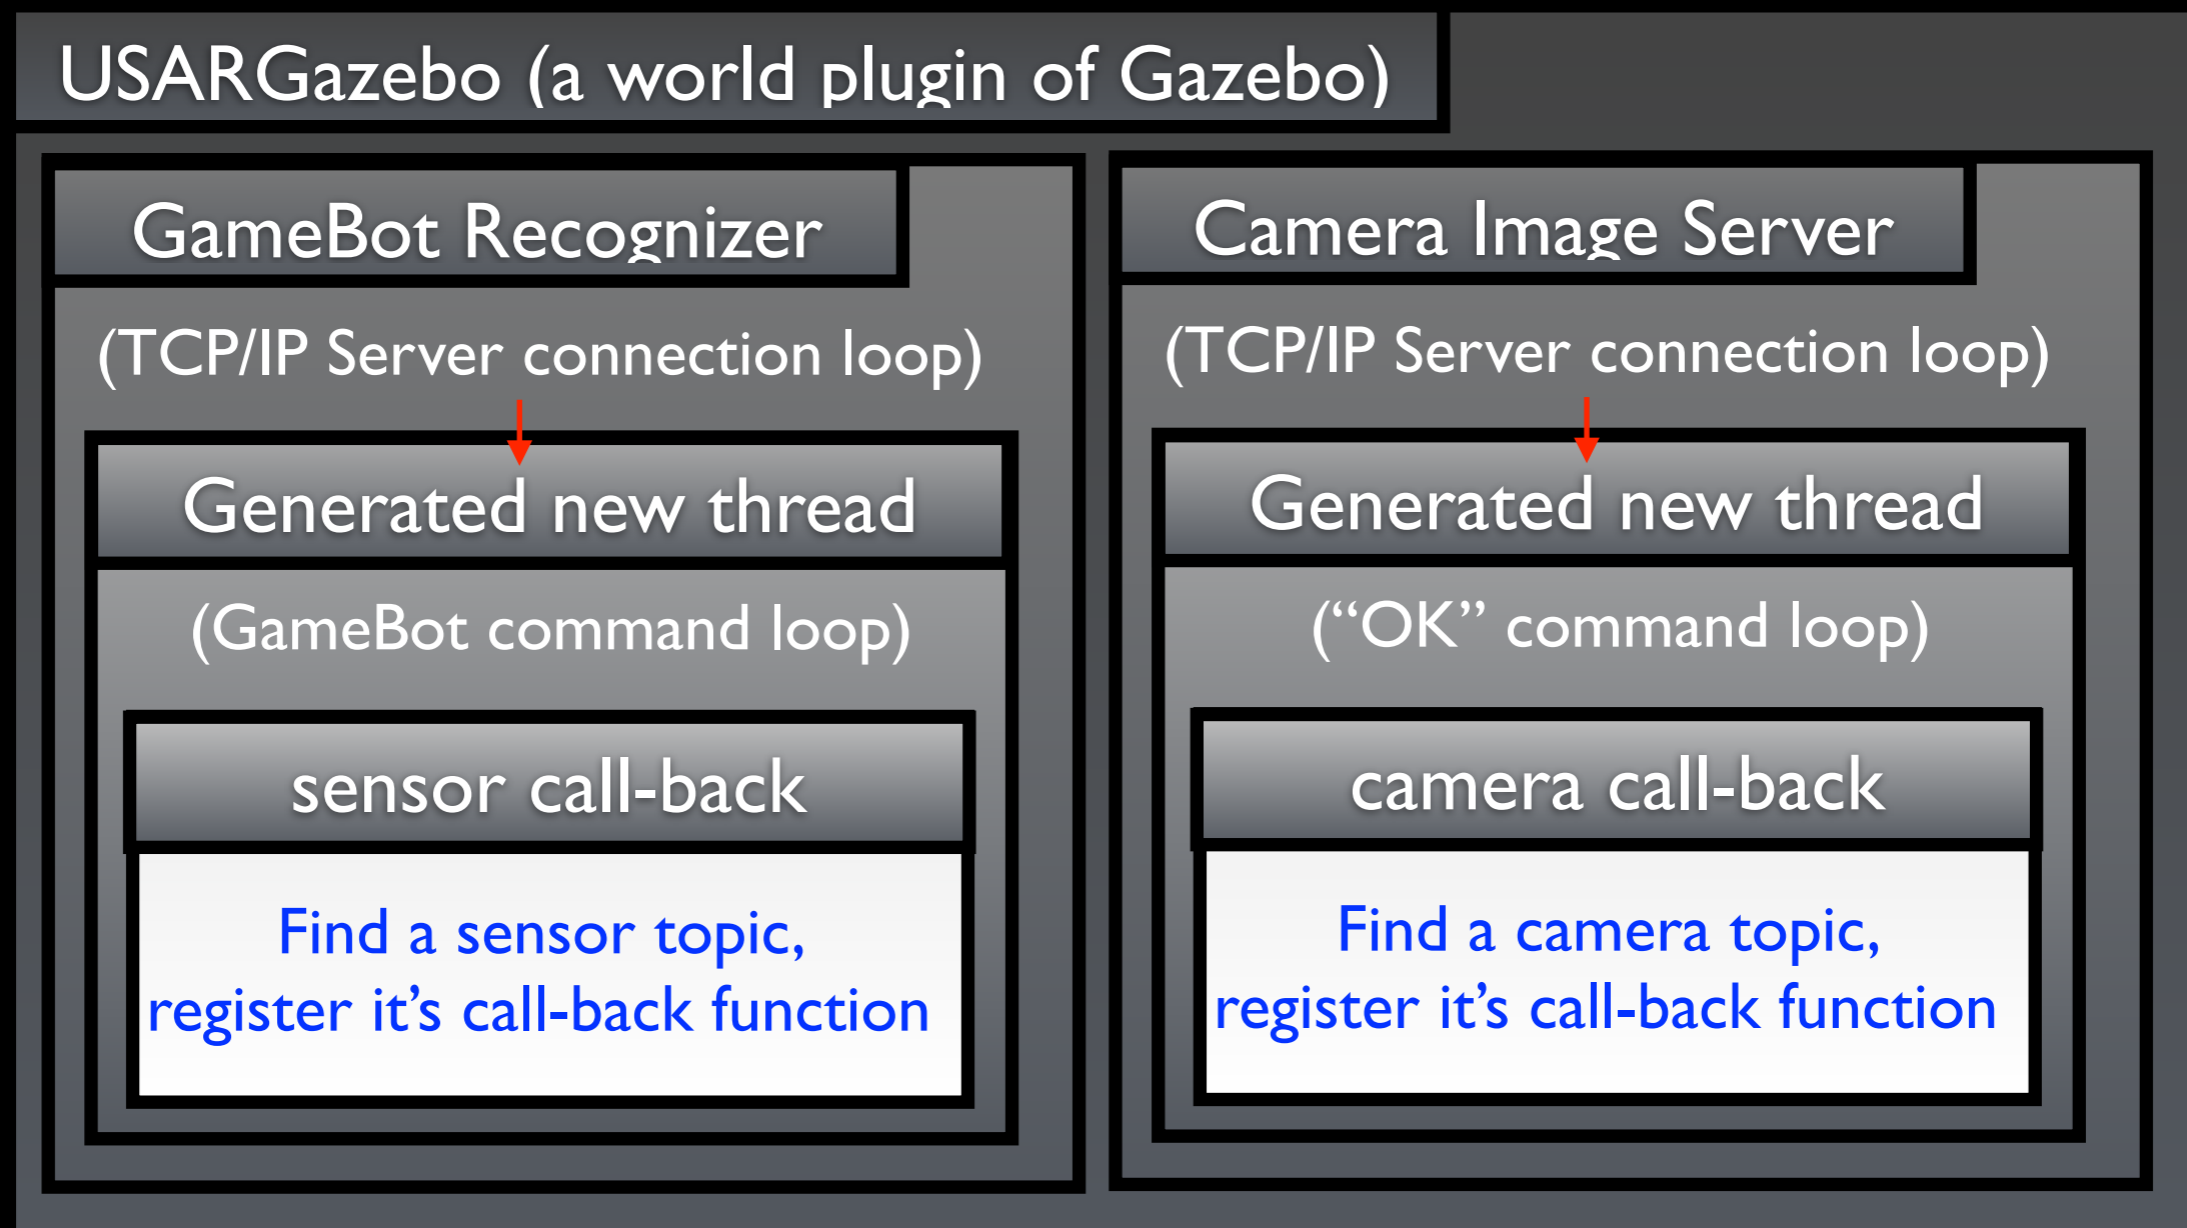 USARGazebo (a world plugin of Gazebo)
GameBot Recognizer
(TCP/IP Server connection loop)
Generated new thread
(GameBot command loop)
sensor call-back
Find a sensor topic,
register it’s call-back function
Camera Image Server
(TCP/IP Server connection loop)
Generated new thread
(“OK” command loop)
camera call-back
Find a camera topic,
register it’s call-back function